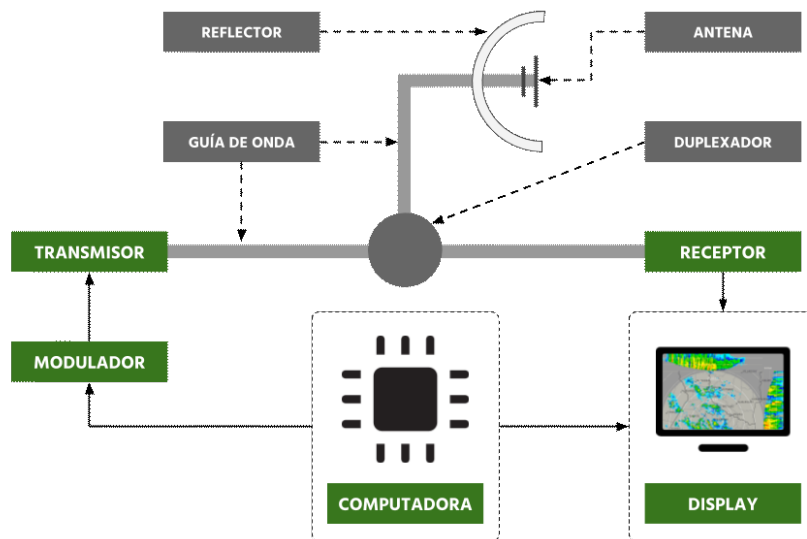 REFLECTOR
ANTENA
GUÍA DE ONDA
DUPLEXADOR
TRANSMISOR
RECEPTOR
MODULADOR
COMPUTADORA
DISPLAY